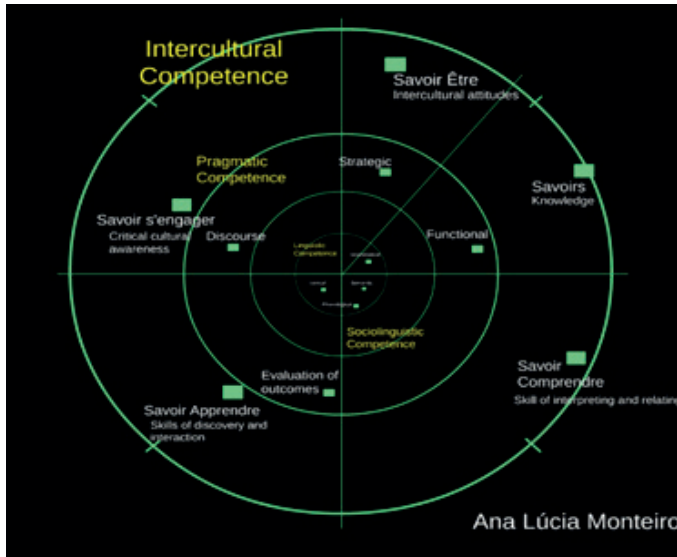 Intercultural
Competence
Savoir Être
Intercultural attitudes
Pragmatic
Competence
Strategic
Savoirs
Knowledge
Savoir s'engager
Critical cultural
awareness
Discourse
Functional
Linguistic
Competence
Sociolinguistic
Competence
Evaluation of
outcomes
Savoir
Comprendre
Skill of interpreting and relating
Savoir Apprendre
Skills of discovery and
interaction
Ana Lúcia Monteiro